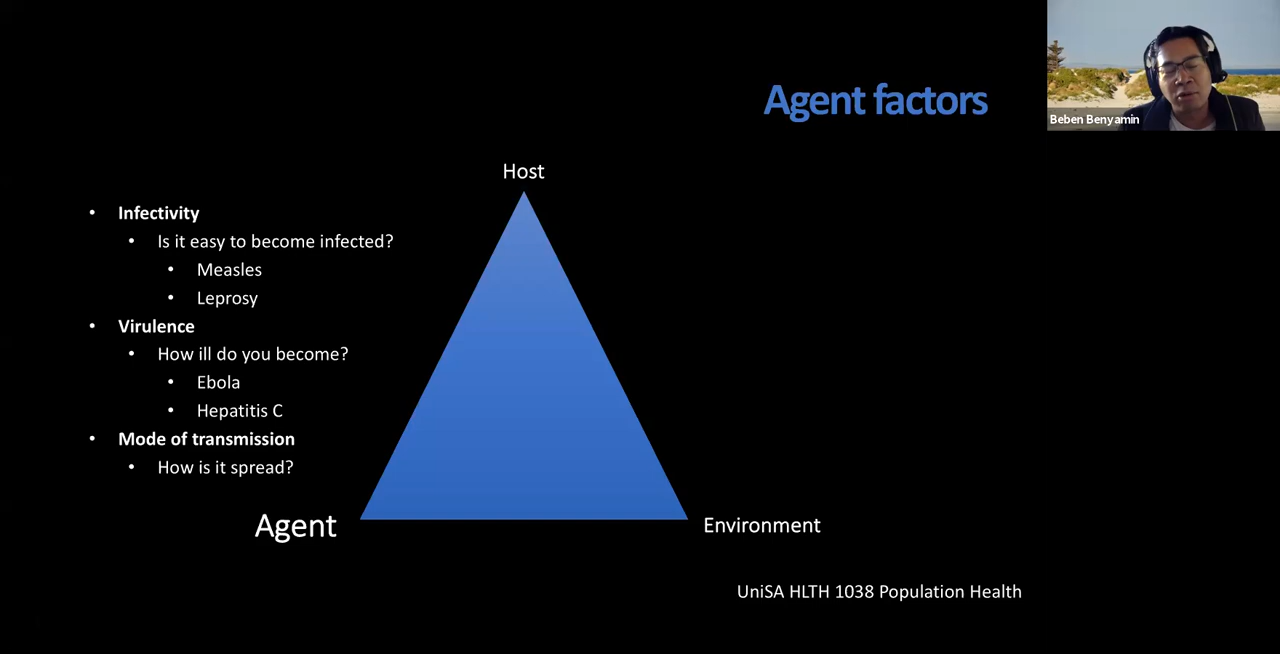 Agent factors
Beben Benyamin
Host
• Infectivity
• Is it easy to become infected?
• Measles
• Leprosy
• Virulence
• How ill do you become?
• Ebola
• Hepatitis C
• Mode of transmission
• How is it spread?
Agent
Environment
UniSA HLTH 1038 Population Health